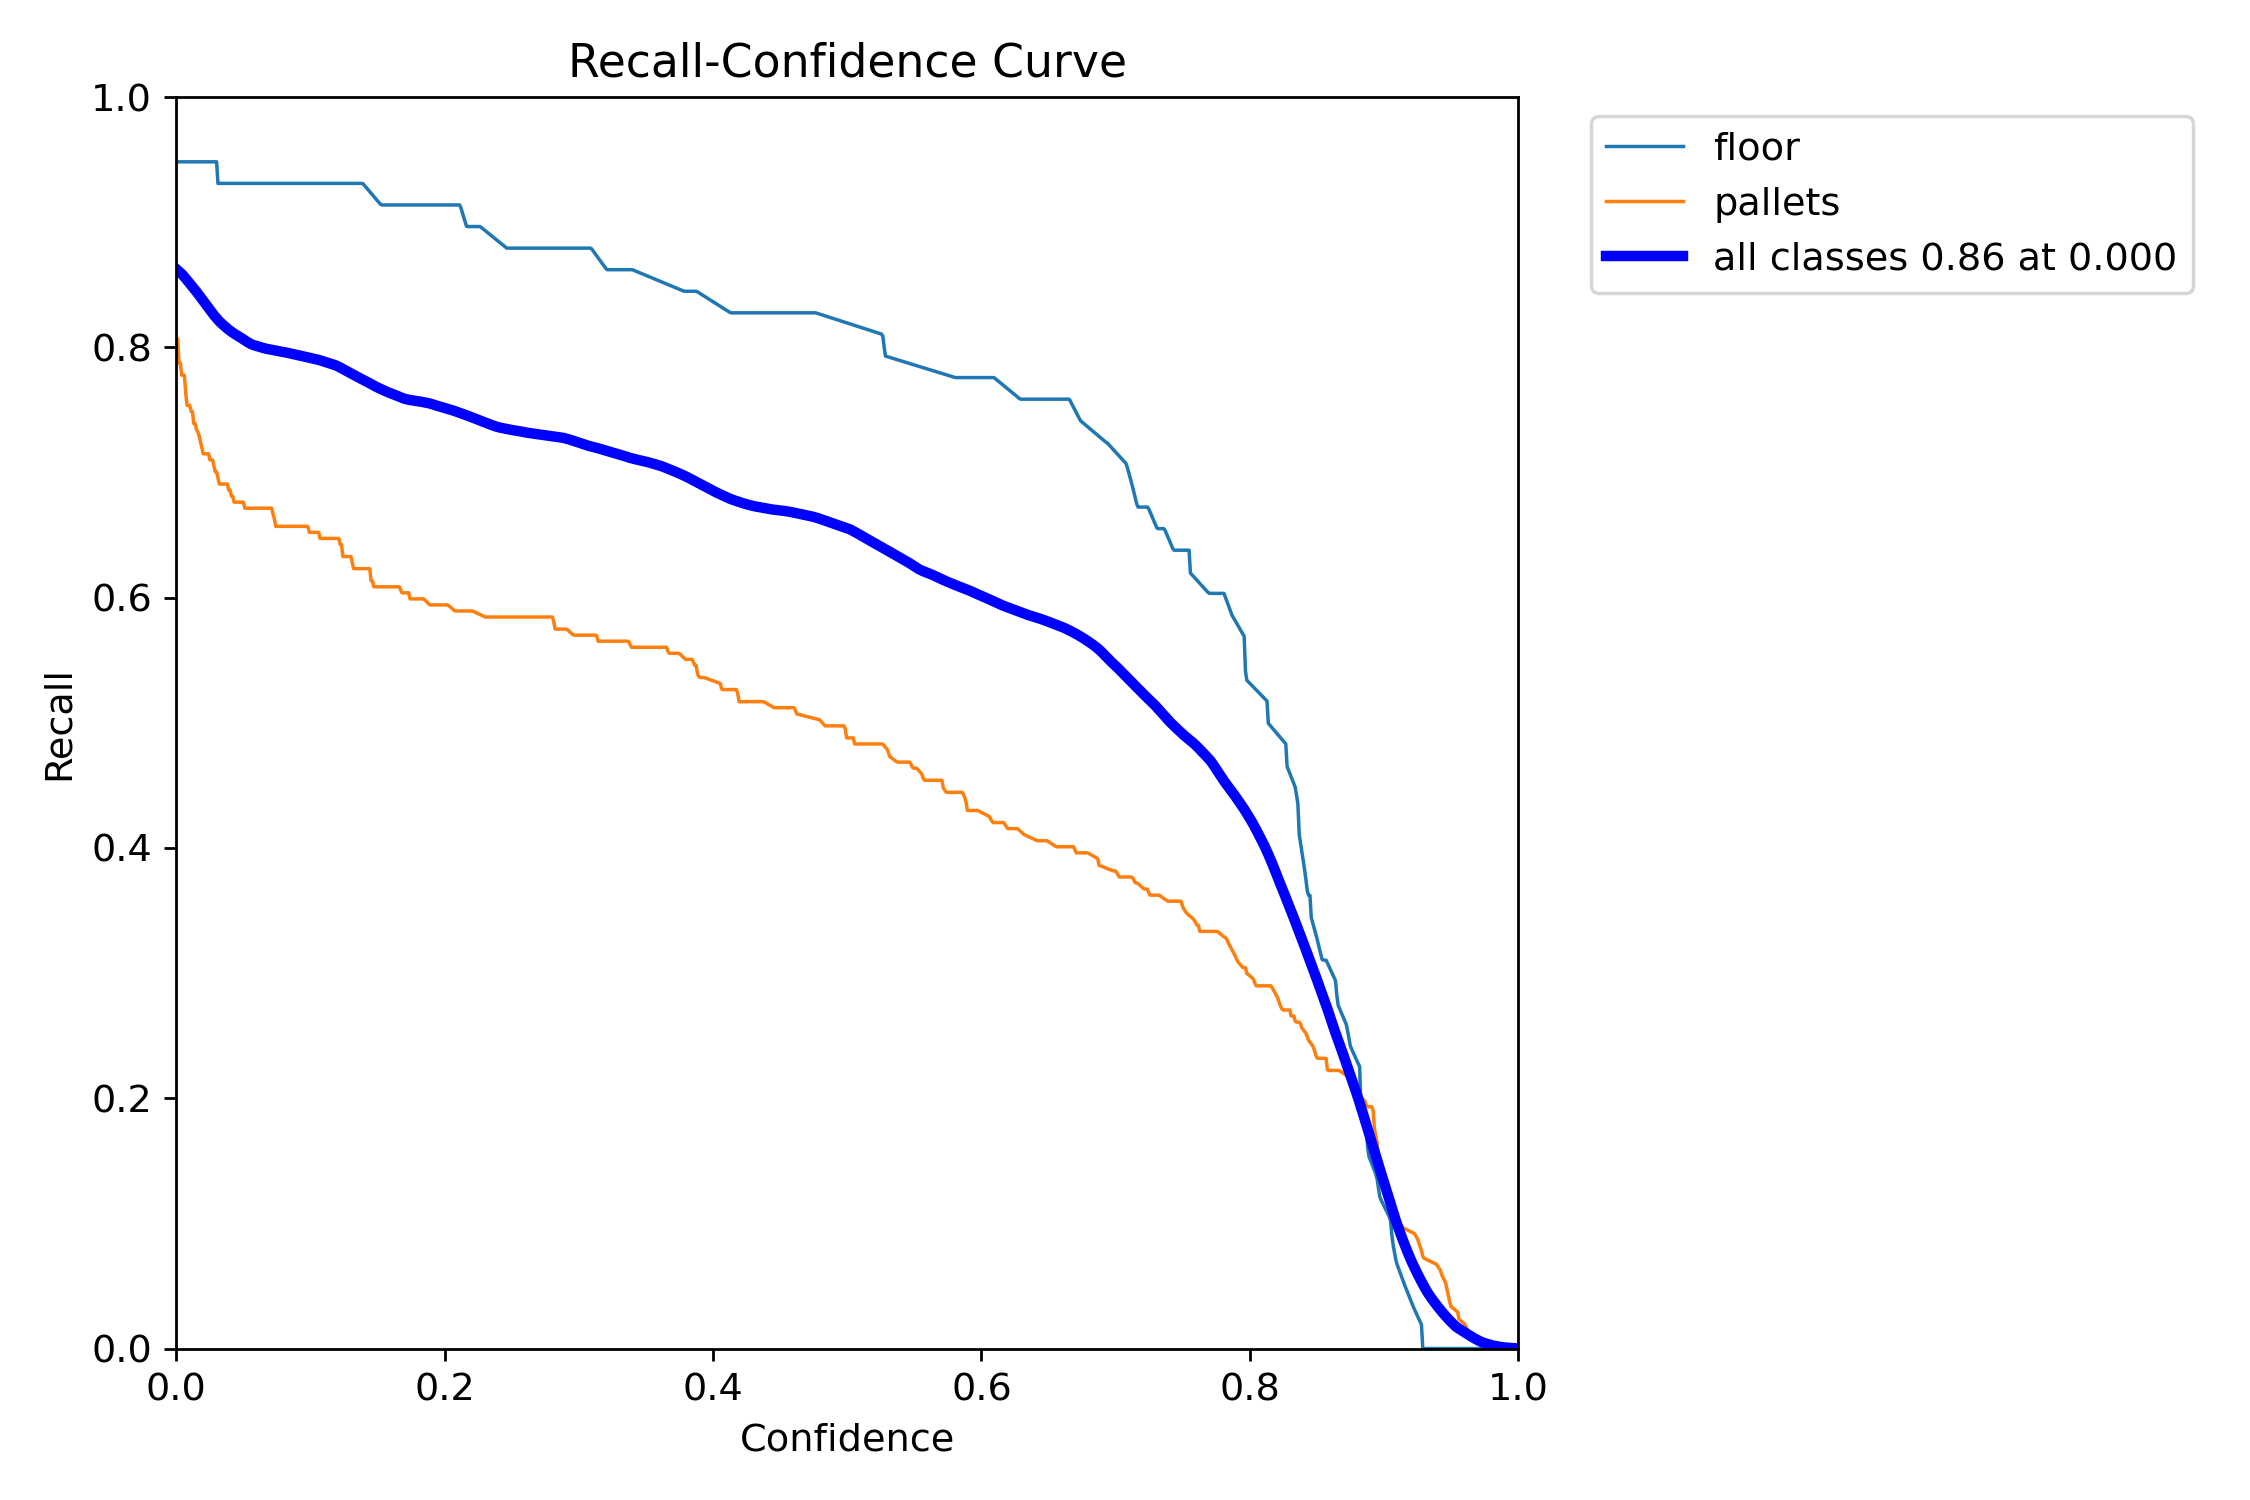 Recall-Confidence Curve
1.0
0.8
0.6
0.4
0.2
0.0
Recall
0.0 0.2 0.4 0.6 0.8 1.0
Confidence
floor
pallets
all classes 0.86 at 0.000